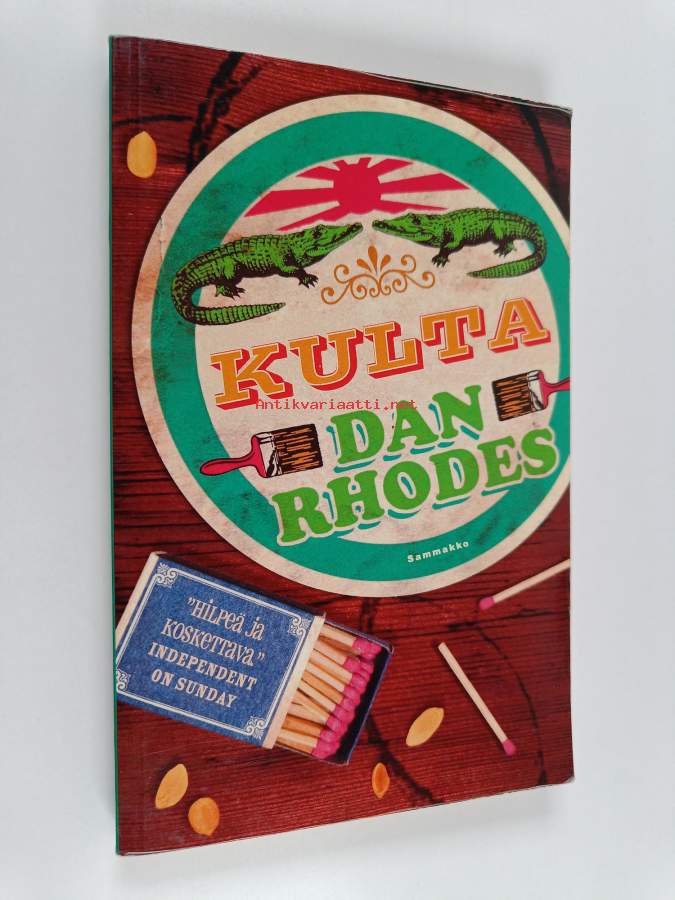 KULTA
Antikvariaatti.net
DAN
RHODES
Sammakko
"HILPEÄ JA
KOSKETTAVA."
INDEPENDENT
ON SUNDAY